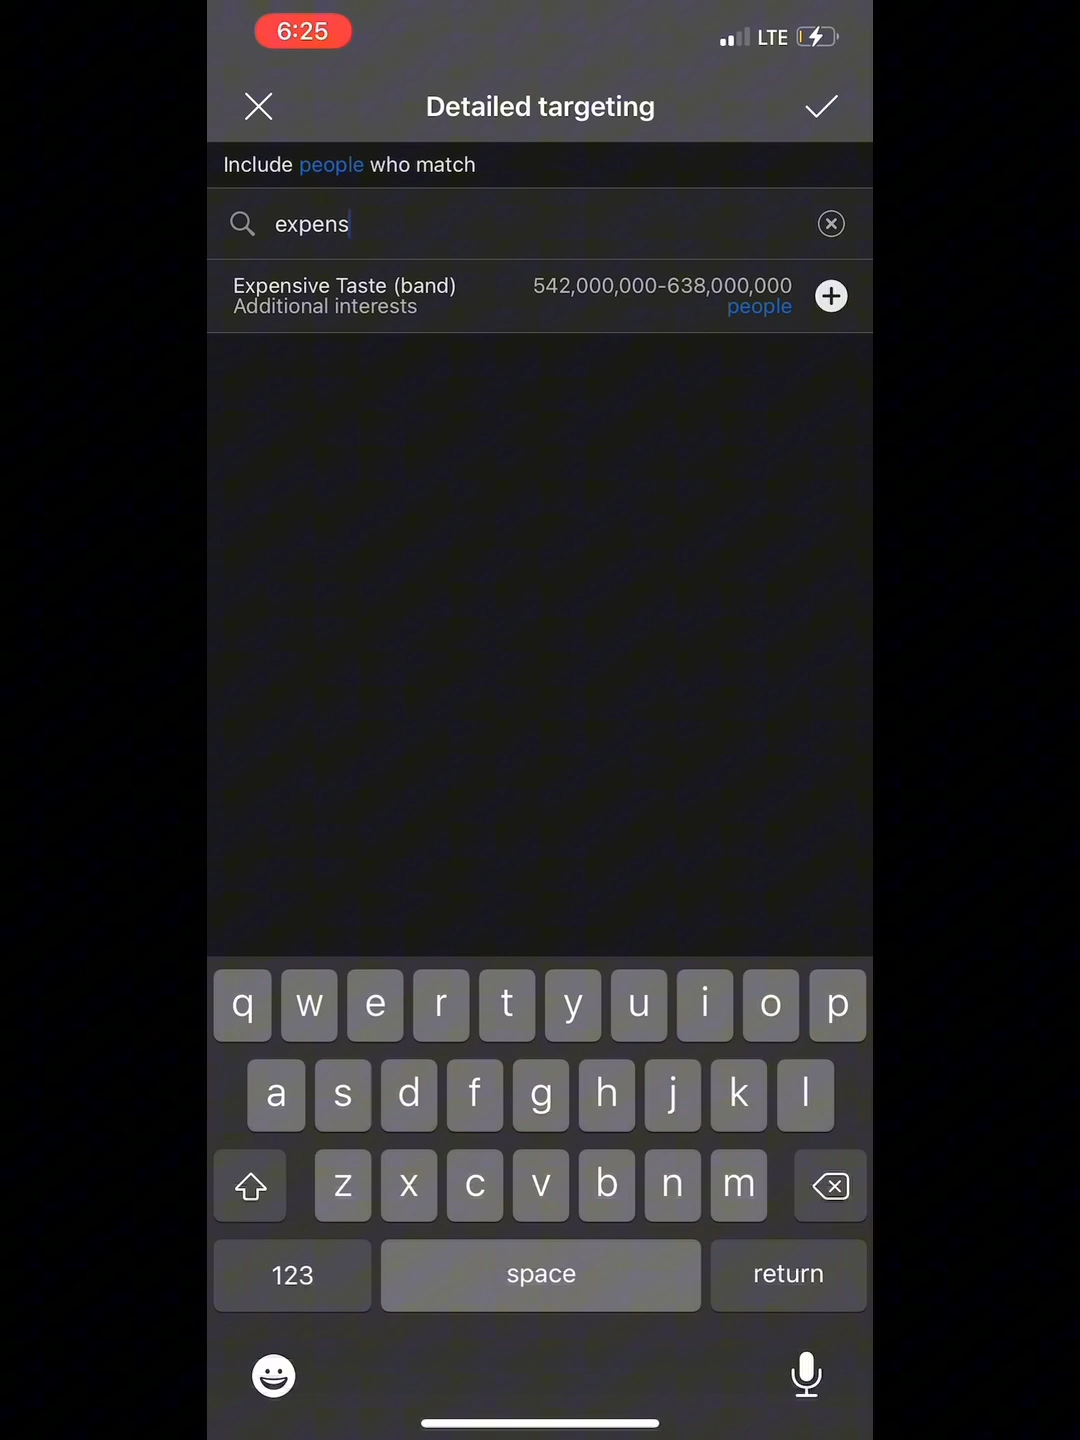 6:25 LTE
Detailed targeting
Include people who match
expens
Expensive Taste (band) 542,000,000-638,000,000
Additional interests people
q w e r t y u i o p
a s d f g h j k l
z x c v b n m
123 space return